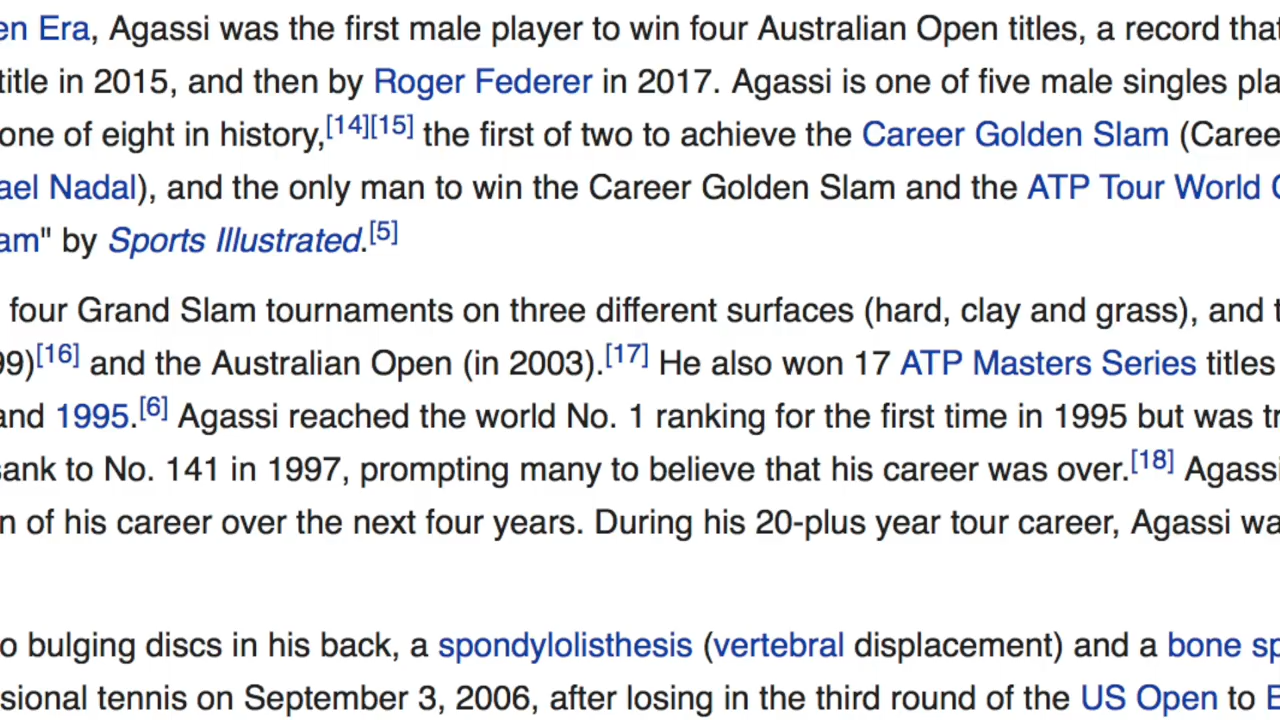 en Era, Agassi was the first male player to win four Australian Open titles, a record that
title in 2015, and then by Roger Federer in 2017. Agassi is one of five male singles pla
one of eight in history,[14][15] the first of two to achieve the Career Golden Slam (Caree
ael Nadal), and the only man to win the Career Golden Slam and the ATP Tour World
am" by Sports Illustrated.[5]
four Grand Slam tournaments on three different surfaces (hard, clay and grass), and t
99)[16] and the Australian Open (in 2003).[17] He also won 17 ATP Masters Series titles
and 1995.[6] Agassi reached the world No. 1 ranking for the first time in 1995 but was tr
sank to No. 141 in 1997, prompting many to believe that his career was over.[18] Agassi
n of his career over the next four years. During his 20-plus year tour career, Agassi wa
o bulging discs in his back, a spondylolisthesis (vertebral displacement) and a bone sp
sional tennis on September 3, 2006, after losing in the third round of the US Open to